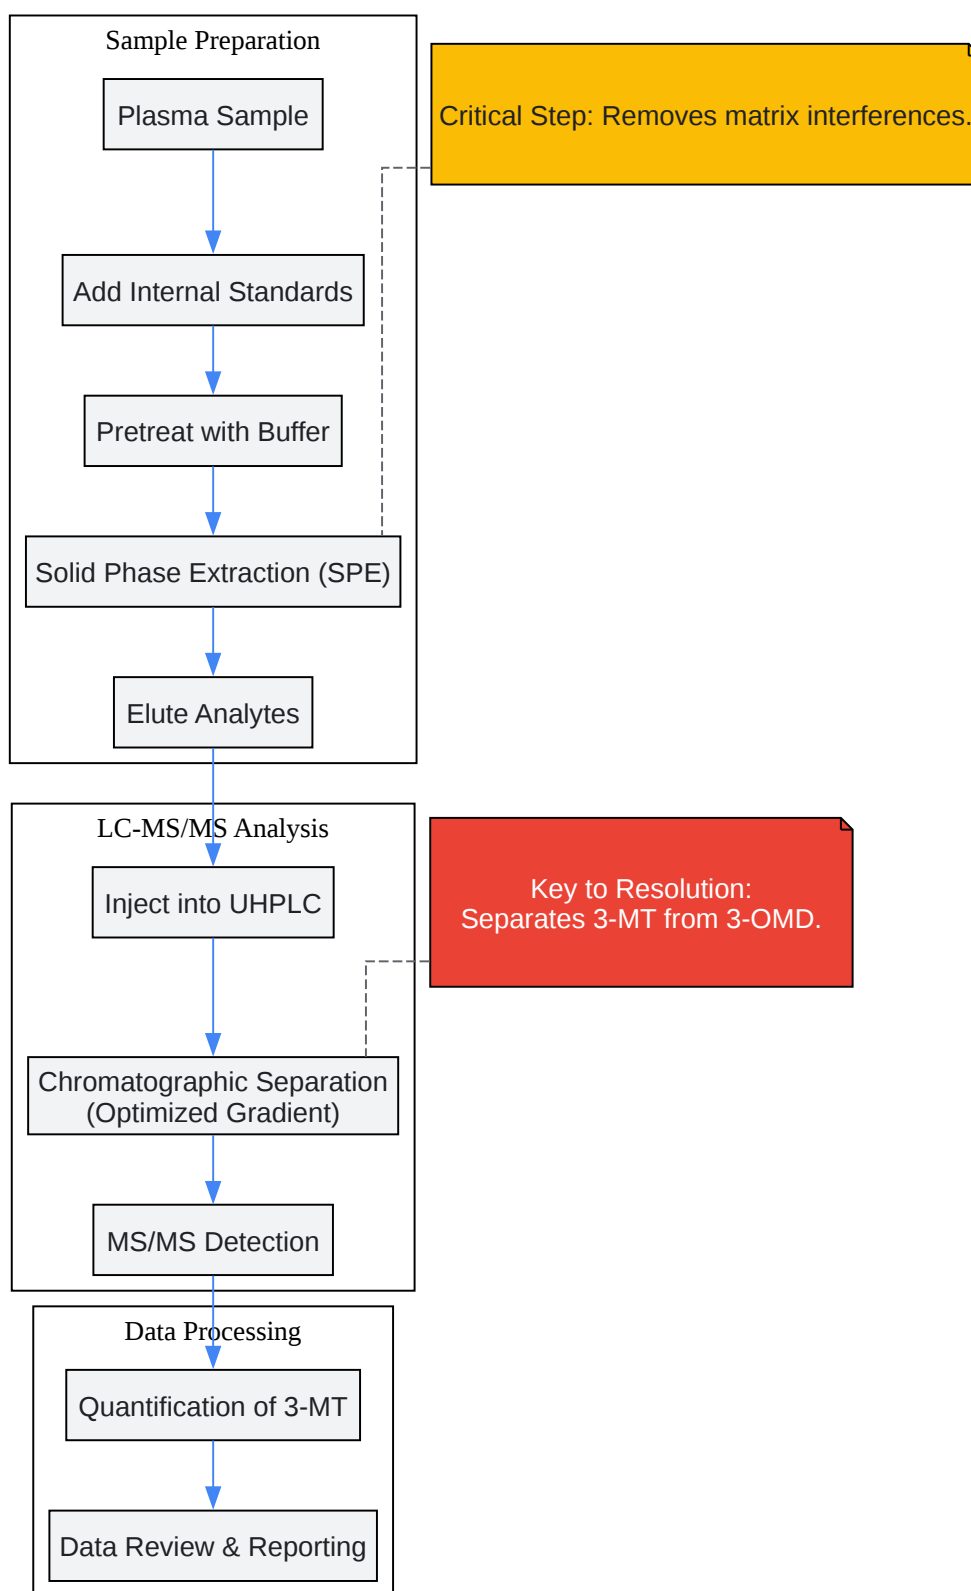 Sample Preparation
Plasma Sample
Critical Step: Removes matrix interferences.
Add Internal Standards
Pretreat with Buffer
Solid Phase Extraction (SPE)
Elute Analytes
LC-MS/MS Analysis
Inject into UHPLC
Key to Resolution:
Separates 3-MT from 3-OMD.
Chromatographic Separation
(Optimized Gradient)
MS/MS Detection
Data Processing
Quantification of 3-MT
Data Review & Reporting